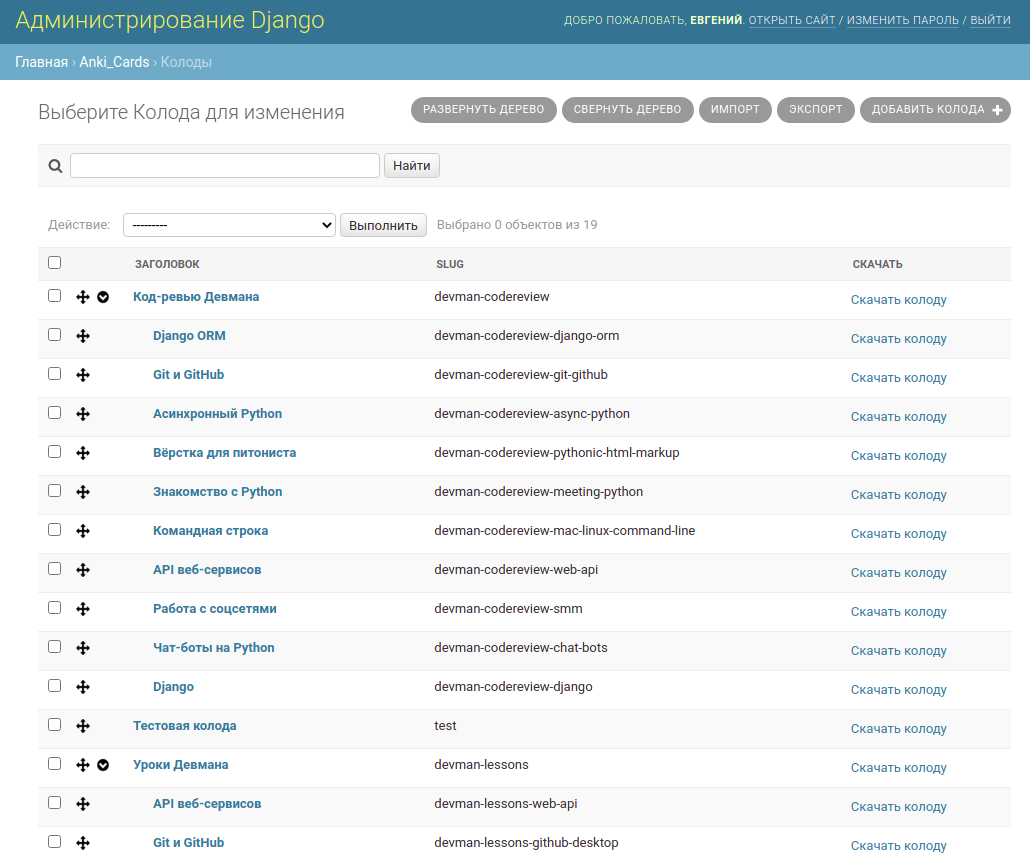 Администрирование Django
ДОБРО ПОЖАЛОВАТЬ, ЕВГЕНИЙ. ОТКРЫТЬ САЙТ / ИЗМЕНИТЬ ПАРОЛЬ / ВЫЙТИ
Главная › Anki_Cards › Колоды
Выберите Колода для изменения
РАЗВЕРНУТЬ ДЕРЕВО СВЕРНУТЬ ДЕРЕВО ИМПОРТ ЭКСПОРТ ДОБАВИТЬ КОЛОДА +
Найти
Действие: --------- Выполнить Выбрано 0 объектов из 19
ЗАГОЛОВОК SLUG СКАЧАТЬ
Код-ревью Девмана devman-codereview Скачать колоду
Django ORM devman-codereview-django-orm Скачать колоду
Git и GitHub devman-codereview-git-github Скачать колоду
Асинхронный Python devman-codereview-async-python Скачать колоду
Вёрстка для питониста devman-codereview-pythonic-html-markup Скачать колоду
Знакомство с Python devman-codereview-meeting-python Скачать колоду
Командная строка devman-codereview-mac-linux-command-line Скачать колоду
API веб-сервисов devman-codereview-web-api Скачать колоду
Работа с соцсетями devman-codereview-smm Скачать колоду
Чат-боты на Python devman-codereview-chat-bots Скачать колоду
Django devman-codereview-django Скачать колоду
Тестовая колода test Скачать колоду
Уроки Девмана devman-lessons Скачать колоду
API веб-сервисов devman-lessons-web-api Скачать колоду
Git и GitHub devman-lessons-github-desktop Скачать колоду